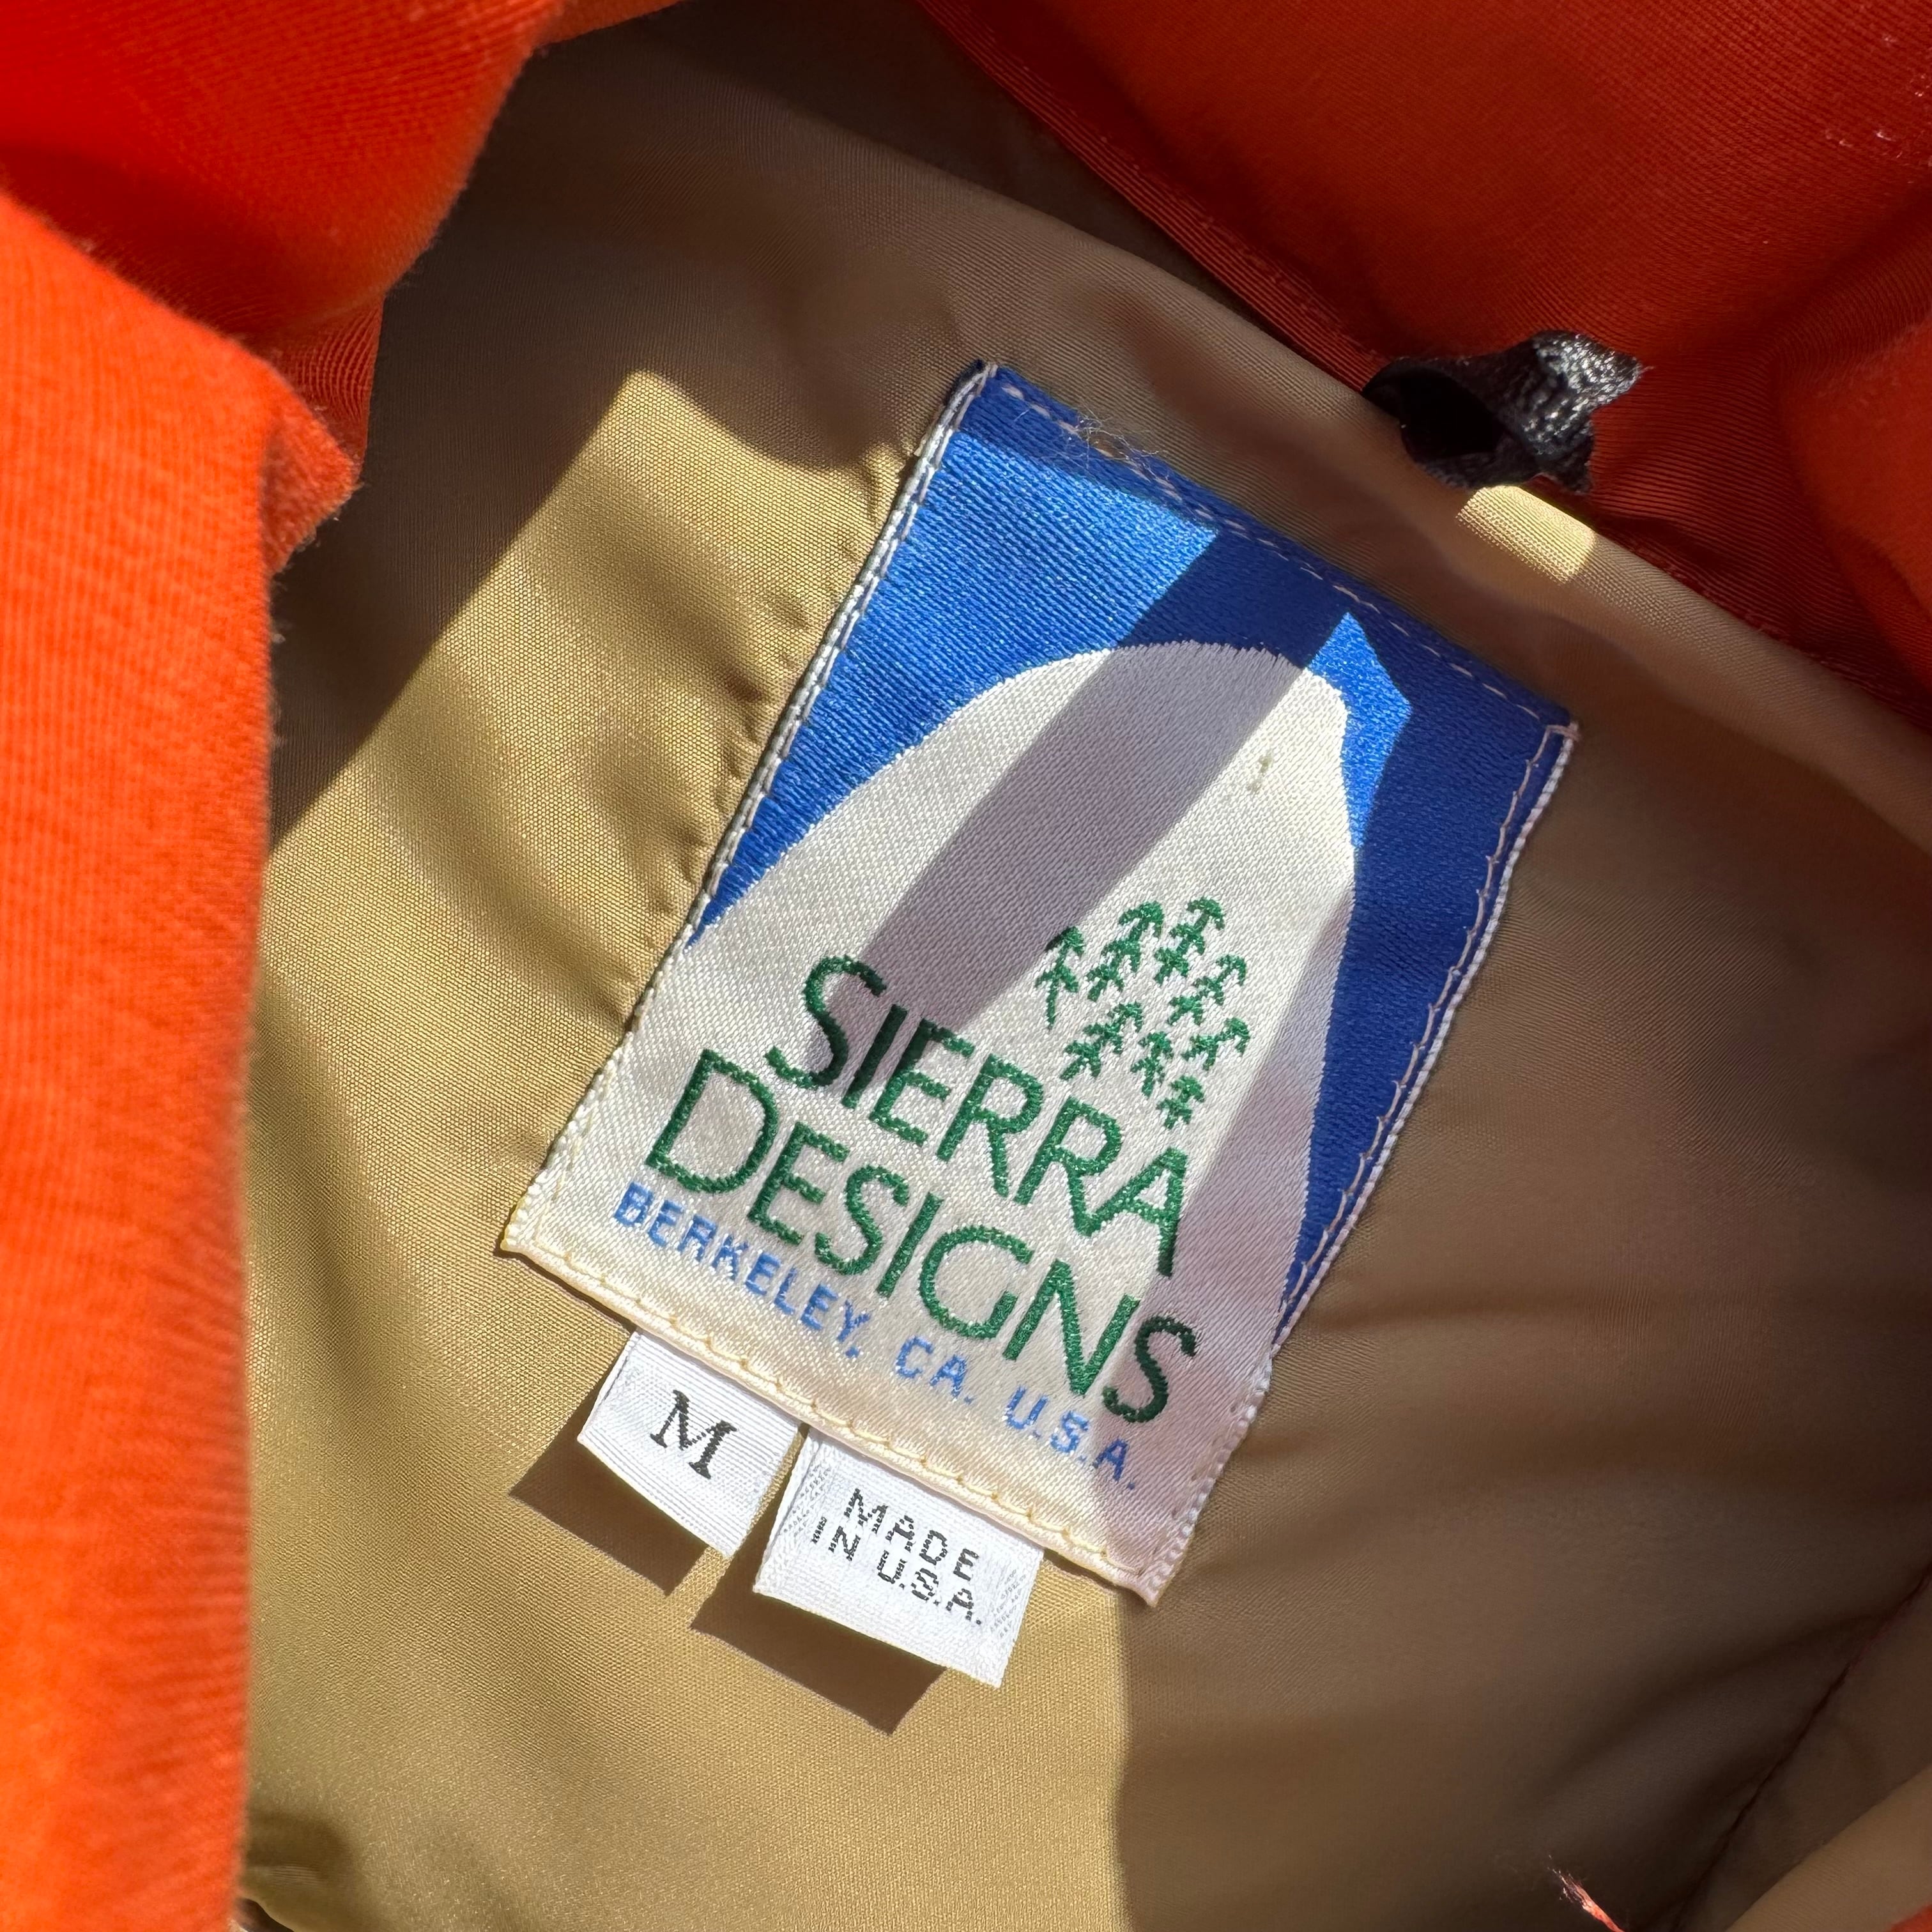 SIERRA
DESIGNS
BERKELEY, CA. U.S.A.
M
MADE
IN U.S.A.